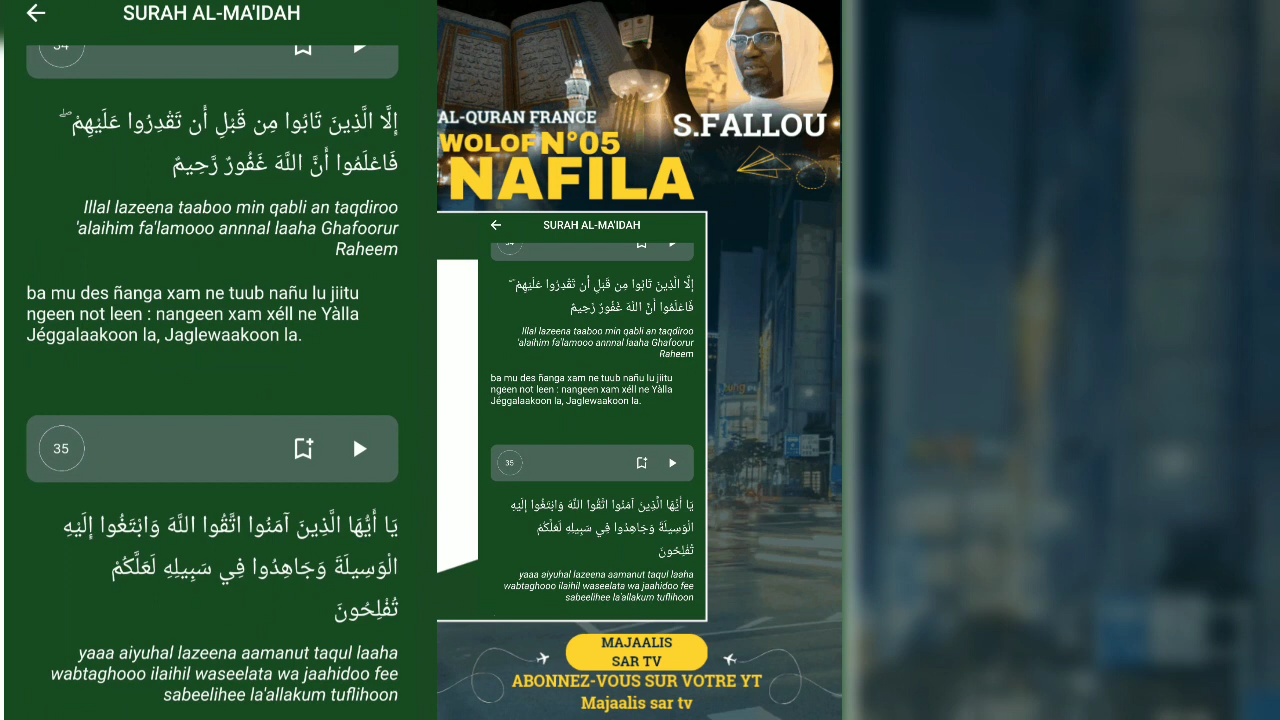 SURAH AL-MA'IDAH
34
إِلَّا الَّذِينَ تَابُوا مِن قَبْلِ أَن تَقْدِرُوا عَلَيْهِمْ ۖ
فَاعْلَمُوا أَنَّ اللَّهَ غَفُورٌ رَّحِيمٌ
Illal lazeena taaboo min qabli an taqdiroo
'alaihim fa'lamooo annnal laaha Ghafoorur
Raheem
ba mu des ñanga xam ne tuub nañu lu jiitu
ngeen not leen : nangeen xam xéll ne Yàlla
Jéggalaakoon la, Jaglewaakoon la.
35
يَا أَيُّهَا الَّذِينَ آمَنُوا اتَّقُوا اللَّهَ وَابْتَغُوا إِلَيْهِ
الْوَسِيلَةَ وَجَاهِدُوا فِي سَبِيلِهِ لَعَلَّكُمْ
تُفْلِحُونَ
yaaa aiyuhal lazeena aamanut taqul laaha
wabtaghooo ilaihil waseelata wa jaahidoo fee
sabeelihee la'allakum tuflihoon
AL-QURAN FRANCE
S.FALLOU
WOLOF N°05
NAFILA
SURAH AL-MA'IDAH
34
إِلَّا الَّذِينَ تَابُوا مِن قَبْلِ أَن تَقْدِرُوا عَلَيْهِمْ ۖ
فَاعْلَمُوا أَنَّ اللَّهَ غَفُورٌ رَّحِيمٌ
Illal lazeena taaboo min qabli an taqdiroo
'alaihim fa'lamooo annnal laaha Ghafoorur
Raheem
ba mu des ñanga xam ne tuub nañu lu jiitu
ngeen not leen : nangeen xam xéll ne Yàlla
Jéggalaakoon la, Jaglewaakoon la.
35
يَا أَيُّهَا الَّذِينَ آمَنُوا اتَّقُوا اللَّهَ وَابْتَغُوا إِلَيْهِ
الْوَسِيلَةَ وَجَاهِدُوا فِي سَبِيلِهِ لَعَلَّكُمْ
تُفْلِحُونَ
yaaa aiyuhal lazeena aamanut taqul laaha
wabtaghooo ilaihil waseelata wa jaahidoo fee
sabeelihee la'allakum tuflihoon
MAJAALIS
SAR TV
ABONNEZ-VOUS SUR VOTRE YT
Majaalis sar tv